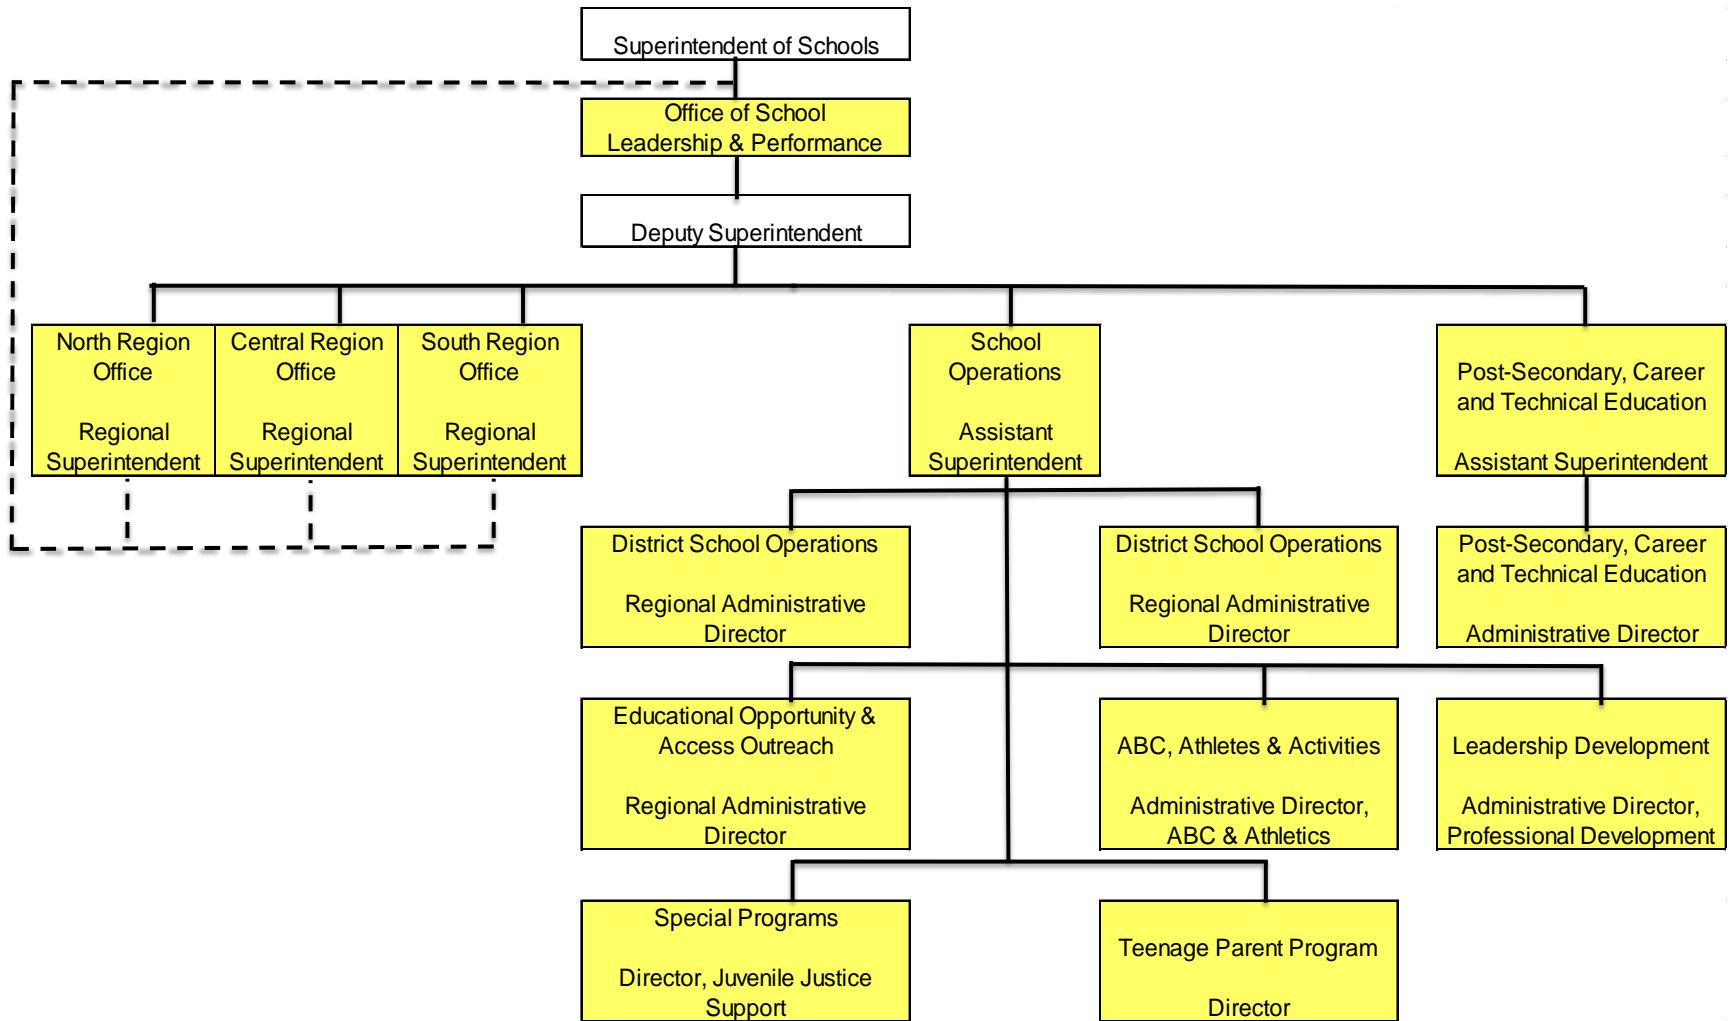 Superintendent of Schools
Office of School
Leadership & Performance
Deputy Superintendent
North Region
Office
Regional
Superintendent
Central Region
Office
Regional
Superintendent
South Region
Office
Regional
Superintendent
School
Operations
Assistant
Superintendent
Post-Secondary, Career
and Technical Education
Assistant Superintendent
District School Operations
Regional Administrative
Director
District School Operations
Regional Administrative
Director
Post-Secondary, Career
and Technical Education
Administrative Director
Educational Opportunity &
Access Outreach
Regional Administrative
Director
ABC, Athletes & Activities
Administrative Director,
ABC & Athletics
Leadership Development
Administrative Director,
Professional Development
Special Programs
Director, Juvenile Justice
Support
Teenage Parent Program
Director